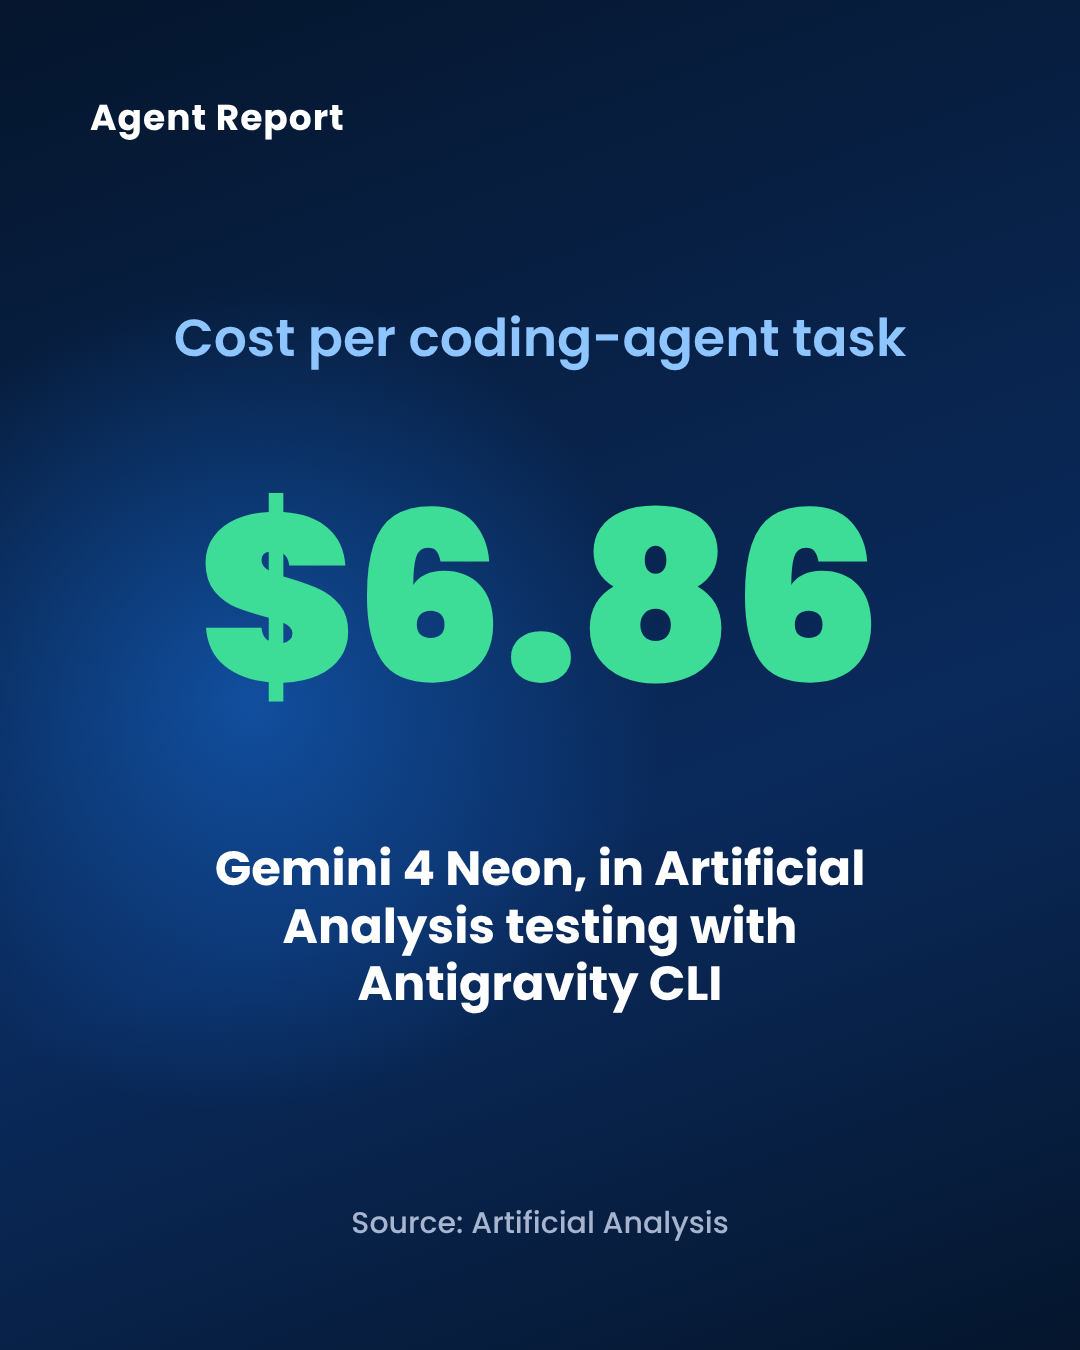 Agent Report
Cost per coding-agent task
$6.86
Gemini 4 Neon, in Artificial
Analysis testing with
Antigravity CLI
Source: Artificial Analysis